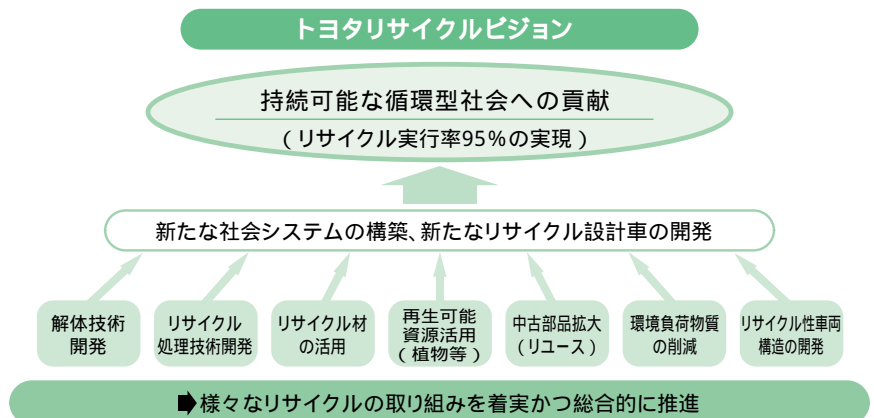 トヨタリサイクルビジョン
持続可能な循環型社会への貢献
（リサイクル実行率95%の実現）
新たな社会システムの構築、新たなリサイクル設計車の開発
解体技術
開発
リサイクル
処理技術開発
リサイクル材
の活用
再生可能
資源活用
（植物等）
中古部品拡大
（リユース）
環境負荷物質
の削減
リサイクル性車両
構造の開発
様々なリサイクルの取り組みを着実かつ総合的に推進